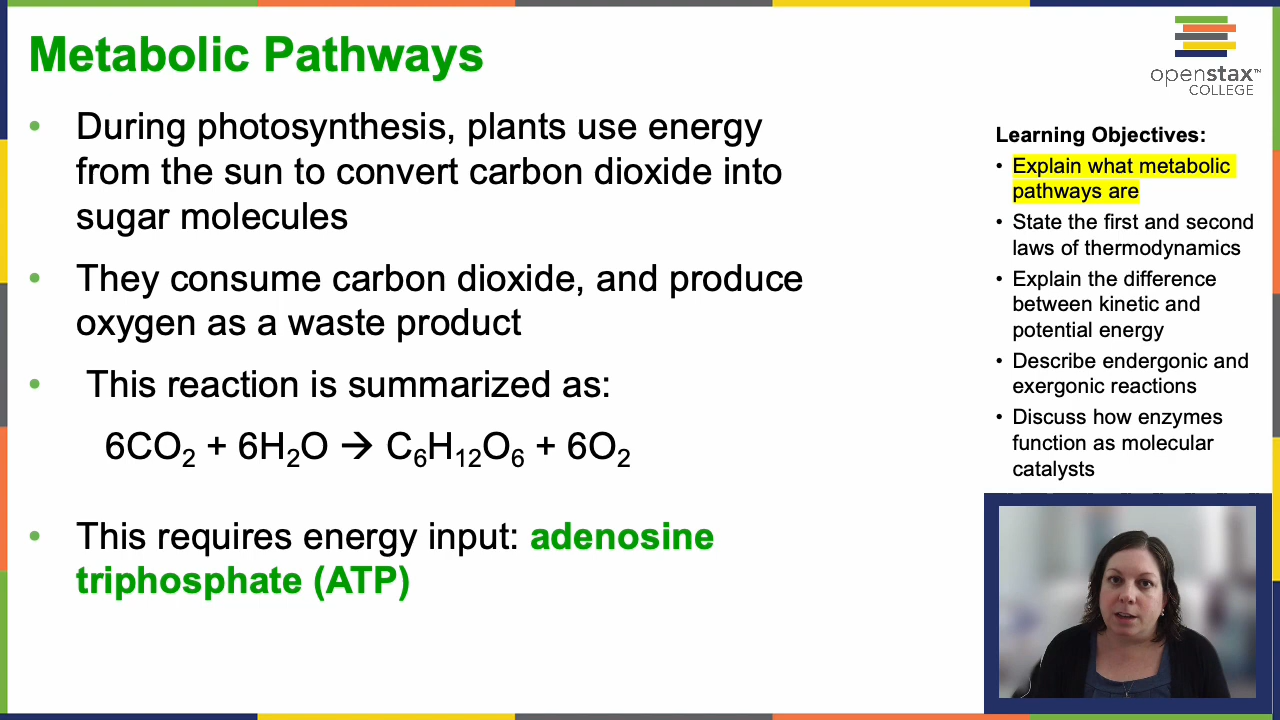 Metabolic Pathways
• During photosynthesis, plants use energy
from the sun to convert carbon dioxide into
sugar molecules
• They consume carbon dioxide, and produce
oxygen as a waste product
• This reaction is summarized as:
6CO₂ + 6H₂O → C₆H₁₂O₆ + 6O₂
• This requires energy input: adenosine
triphosphate (ATP)
openstax™
COLLEGE
Learning Objectives:
• Explain what metabolic
pathways are
• State the first and second
laws of thermodynamics
• Explain the difference
between kinetic and
potential energy
• Describe endergonic and
exergonic reactions
• Discuss how enzymes
function as molecular
catalysts